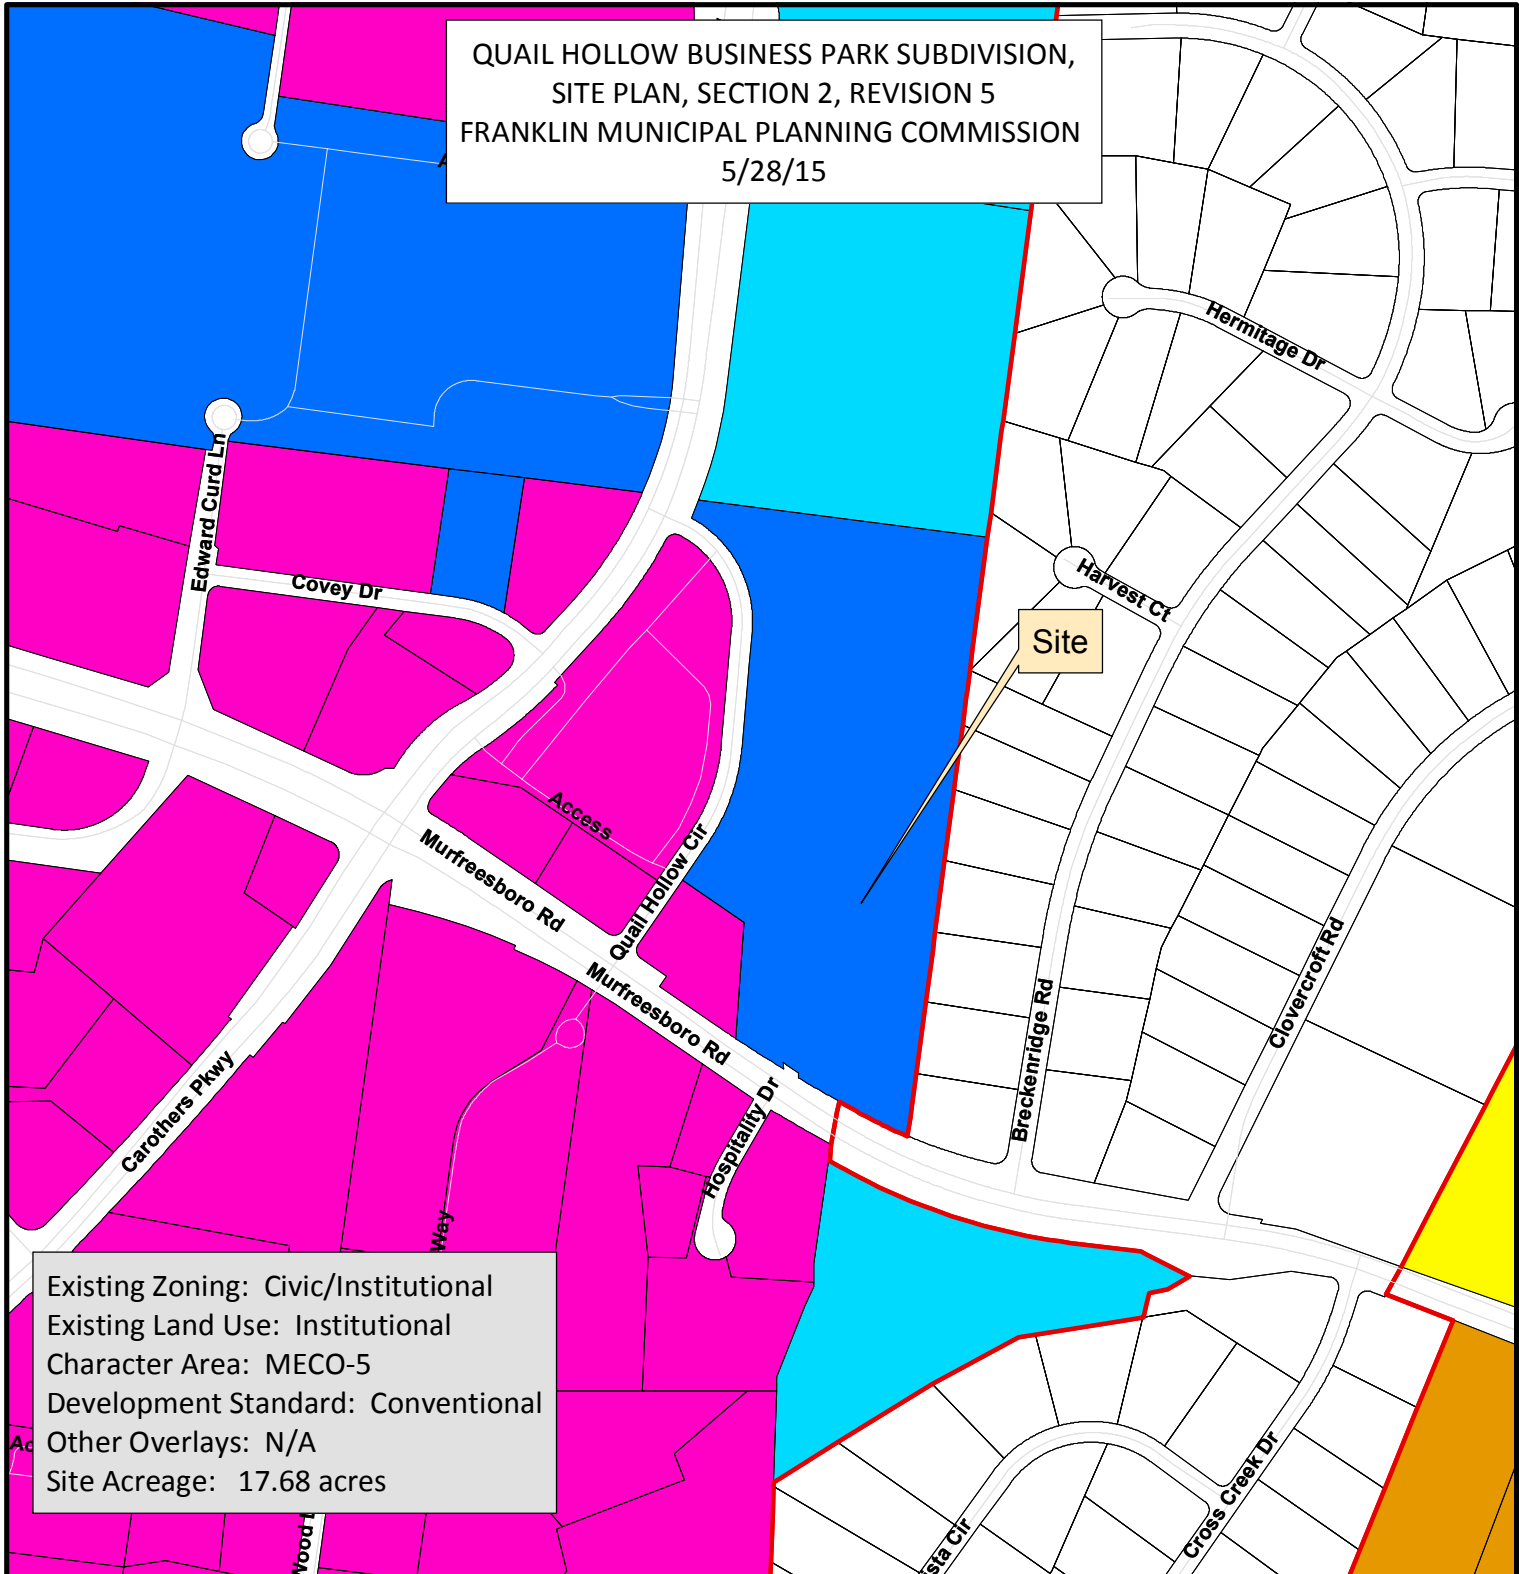 QUAIL HOLLOW BUSINESS PARK SUBDIVISION,
SITE PLAN, SECTION 2, REVISION 5
FRANKLIN MUNICIPAL PLANNING COMMISSION
5/28/15
Hermitage Dr
Edward Curd Ln
Covey Dr
Harvest Ct
Site
Access
Murfreesboro Rd
Quail Hollow Cir
Murfreesboro Rd
Clovercroft Rd
Breckenridge Rd
Carothers Pkwy
Hospitality Dr
Way
Existing Zoning: Civic/Institutional
Existing Land Use: Institutional
Character Area: MECO-5
Development Standard: Conventional
Other Overlays: N/A
Site Acreage: 17.68 acres
Cross Creek Dr
Cir